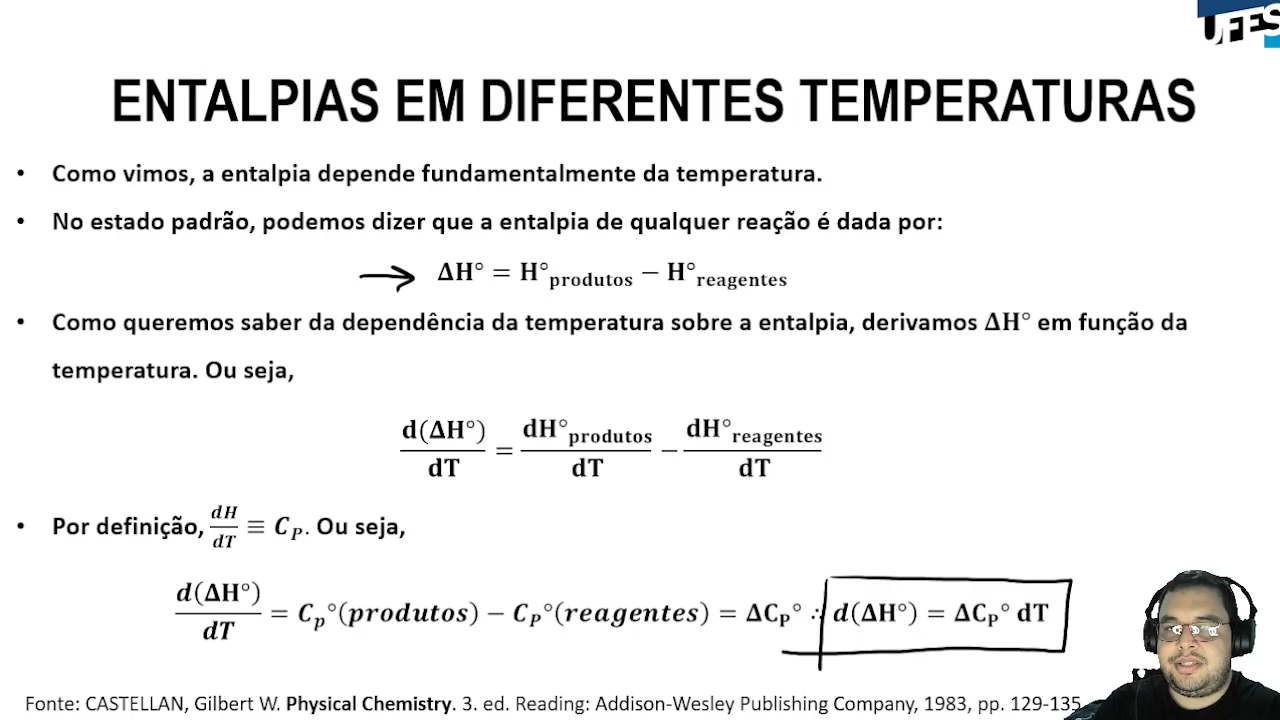 UFES
ENTALPIAS EM DIFERENTES TEMPERATURAS
• Como vimos, a entalpia depende fundamentalmente da temperatura.
• No estado padrão, podemos dizer que a entalpia de qualquer reação é dada por:
ΔH° = H°produtos − H°reagentes
• Como queremos saber da dependência da temperatura sobre a entalpia, derivamos ΔH° em função da
temperatura. Ou seja,
d(ΔH°)/dT = dH°produtos/dT − dH°reagentes/dT
• Por definição, dH/dT ≡ CP. Ou seja,
d(ΔH°)/dT = Cp°(produtos) − CP°(reagentes) = ΔCP° ∴ d(ΔH°) = ΔCP° dT
Fonte: CASTELLAN, Gilbert W. Physical Chemistry. 3. ed. Reading: Addison-Wesley Publishing Company, 1983, pp. 129-135